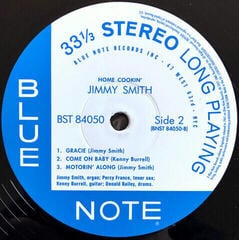 33⅓ STEREO LONG PLAYING
BLUE NOTE RECORDS INC · 47 WEST 63rd · NYC
HOME COOKIN'
JIMMY SMITH
BST 84050
Side 2
(BNST 84050-B)
1. GRACIE (Jimmy Smith)
2. COME ON BABY (Kenny Burrell)
3. MOTORIN' ALONG (Jimmy Smith)
Jimmy Smith, organ; Percy France, tenor sax;
Kenny Burrell, guitar; Donald Bailey, drums.
BLUE
NOTE